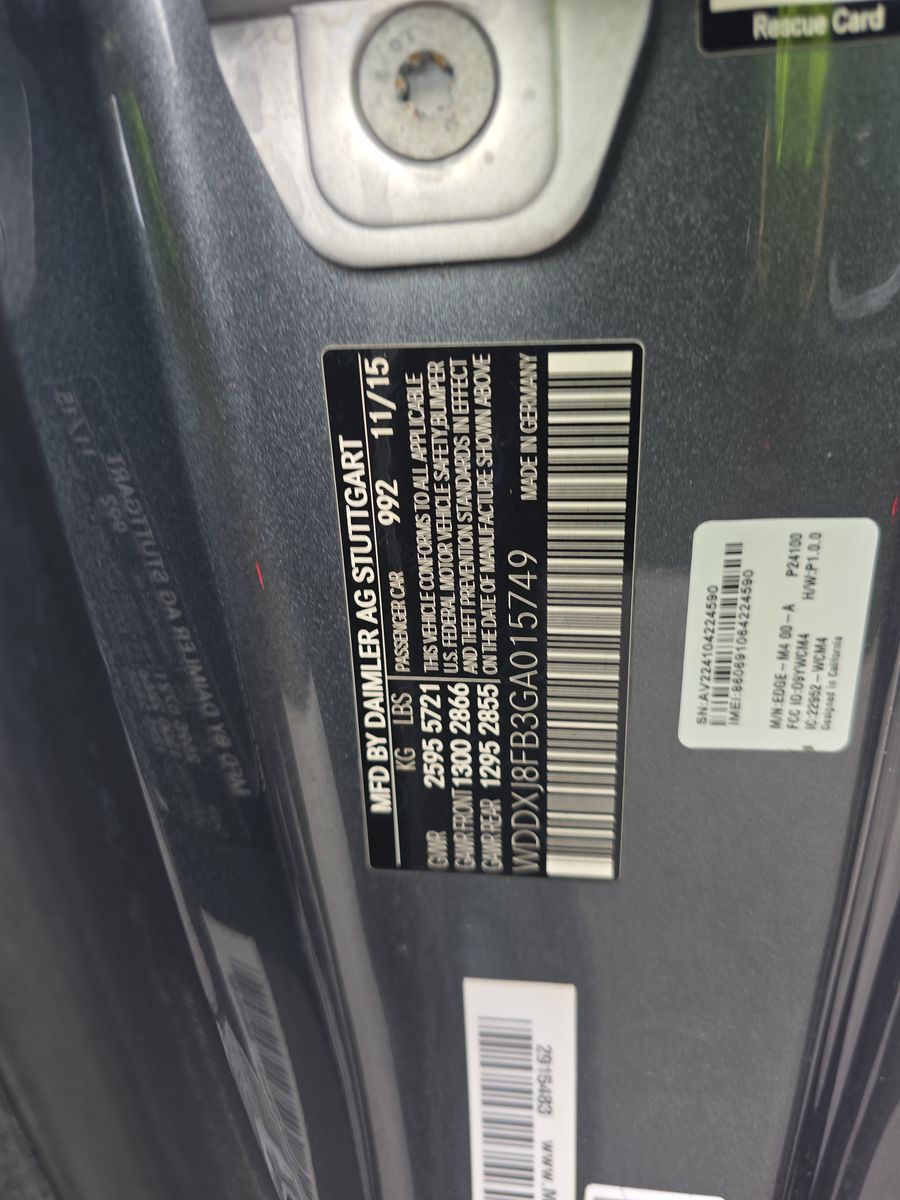 Rescue Card
MFD BY DAIMLER AG STUTTGART
KG LBS PASSENGER CAR 992 11/15
GVWR 2595 5721 THIS VEHICLE CONFORMS TO ALL APPLICABLE
GAWR FRONT 1300 2866 U.S. FEDERAL MOTOR VEHICLE SAFETY, BUMPER
GAWR REAR 1295 2855 AND THEFT PREVENTION STANDARDS IN EFFECT
ON THE DATE OF MANUFACTURE SHOWN ABOVE
WDDXJ8FB3GA015749 MADE IN GERMANY
SN:AV224104224590
IMEI:860691064224590
M/N:EDGE-M4 00-A P24100
FCC ID:09YWCM4 H/W:P1.0.0
IC:22952-WCM4
Designed in California
2915483